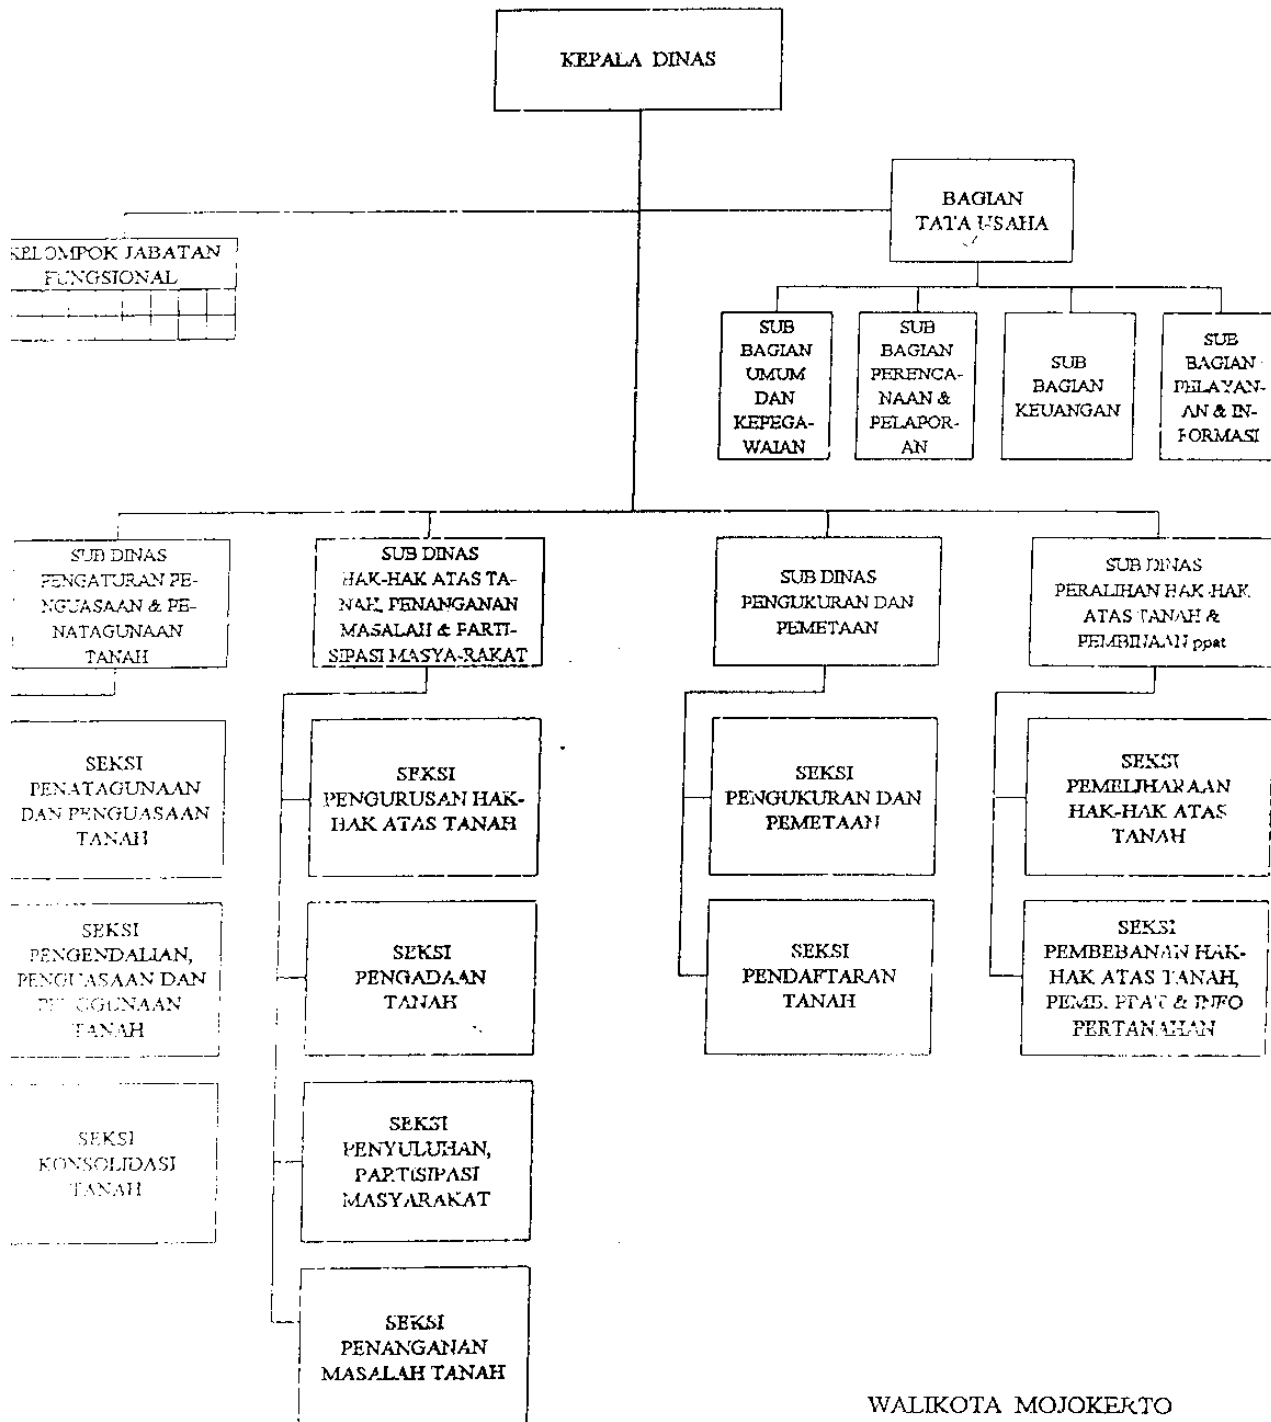 KEPALA DINAS
BAGIAN
TATA USAHA
KELOMPOK JABATAN
FUNGSIONAL
SUB
BAGIAN
UMUM
DAN
KEPEGA-
WAIAN
SUB
BAGIAN
PERENCA-
NAAN &
PELAPOR-
AN
SUB
BAGIAN
KEUANGAN
SUB
BAGIAN
PELAYAN-
AN & IN-
FORMASI
SUB DINAS
PENGATURAN PE-
NGUASAAN & PE-
NATAGUNAAN
TANAH
SUB DINAS
HAK-HAK ATAS TA-
NAH, PENANGANAN
MASALAH & PARTI-
SIPASI MASYA-RAKAT
SUB DINAS
PENGUKURAN DAN
PEMETAAN
SUB DINAS
PERALIHAN HAK-HAK
ATAS TANAH &
PEMBINAAN ppat
SEKSI
PENATAGUNAAN
DAN PENGUASAAN
TANAH
SEKSI
PENGURUSAN HAK-
HAK ATAS TANAH
SEKSI
PENGUKURAN DAN
PEMETAAN
SEKSI
PEMELIHARAAN
HAK-HAK ATAS
TANAH
SEKSI
PENGENDALIAN,
PENGUASAAN DAN
PENGGUNAAN
TANAH
SEKSI
PENGADAAN
TANAH
SEKSI
PENDAFTARAN
TANAH
SEKSI
PEMBEBANAN HAK-
HAK ATAS TANAH,
PEMB. PPAT & INFO
PERTANAHAN
SEKSI
KONSOLIDASI
TANAH
SEKSI
PENYULUHAN,
PARTISIPASI
MASYARAKAT
SEKSI
PENANGANAN
MASALAH TANAH
WALIKOTA MOJOKERTO